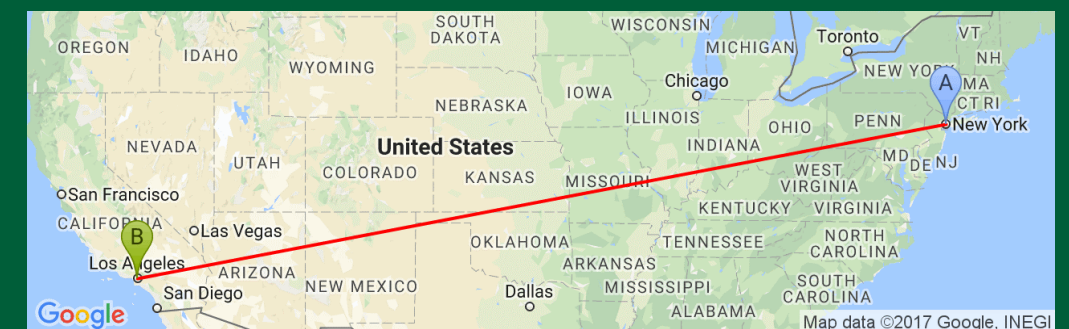 SOUTH
DAKOTA
WISCONSIN
VT
OREGON
IDAHO
MICHIGAN
Toronto
NH
WYOMING
NEW YORK
MA
A
Chicago
CT RI
IOWA
NEBRASKA
ILLINOIS
PENN
New York
OHIO
NEVADA
United States
INDIANA
UTAH
COLORADO
KANSAS
MISSOURI
WEST
VIRGINIA
MD
DE
NJ
San Francisco
KENTUCKY
VIRGINIA
CALIFORNIA
Las Vegas
B
OKLAHOMA
TENNESSEE
NORTH
CAROLINA
Los Angeles
ARIZONA
ARKANSAS
San Diego
NEW MEXICO
Dallas
MISSISSIPPI
SOUTH
CAROLINA
ALABAMA
Google
Map data ©2017 Google, INEGI